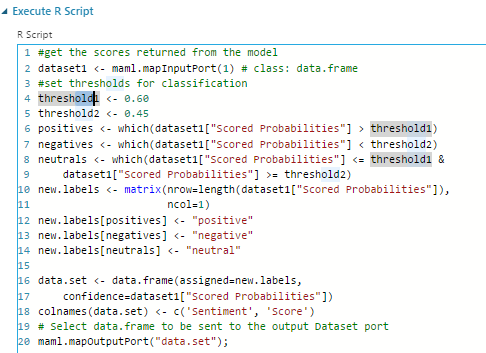 Execute R Script
R Script
1 #get the scores returned from the model
2 dataset1 <- maml.mapInputPort(1) # class: data.frame
3 #set thresholds for classification
4 threshold1 <- 0.60
5 threshold2 <- 0.45
6 positives <- which(dataset1["Scored Probabilities"] > threshold1)
7 negatives <- which(dataset1["Scored Probabilities"] < threshold2)
8 neutrals <- which(dataset1["Scored Probabilities"] <= threshold1 &
9     dataset1["Scored Probabilities"] >= threshold2)
10 new.labels <- matrix(nrow=length(dataset1["Scored Probabilities"]),
11                     ncol=1)
12 new.labels[positives] <- "positive"
13 new.labels[negatives] <- "negative"
14 new.labels[neutrals] <- "neutral"
15
16 data.set <- data.frame(assigned=new.labels,
17     confidence=dataset1["Scored Probabilities"])
18 colnames(data.set) <- c('Sentiment', 'Score')
19 # Select data.frame to be sent to the output Dataset port
20 maml.mapOutputPort("data.set");